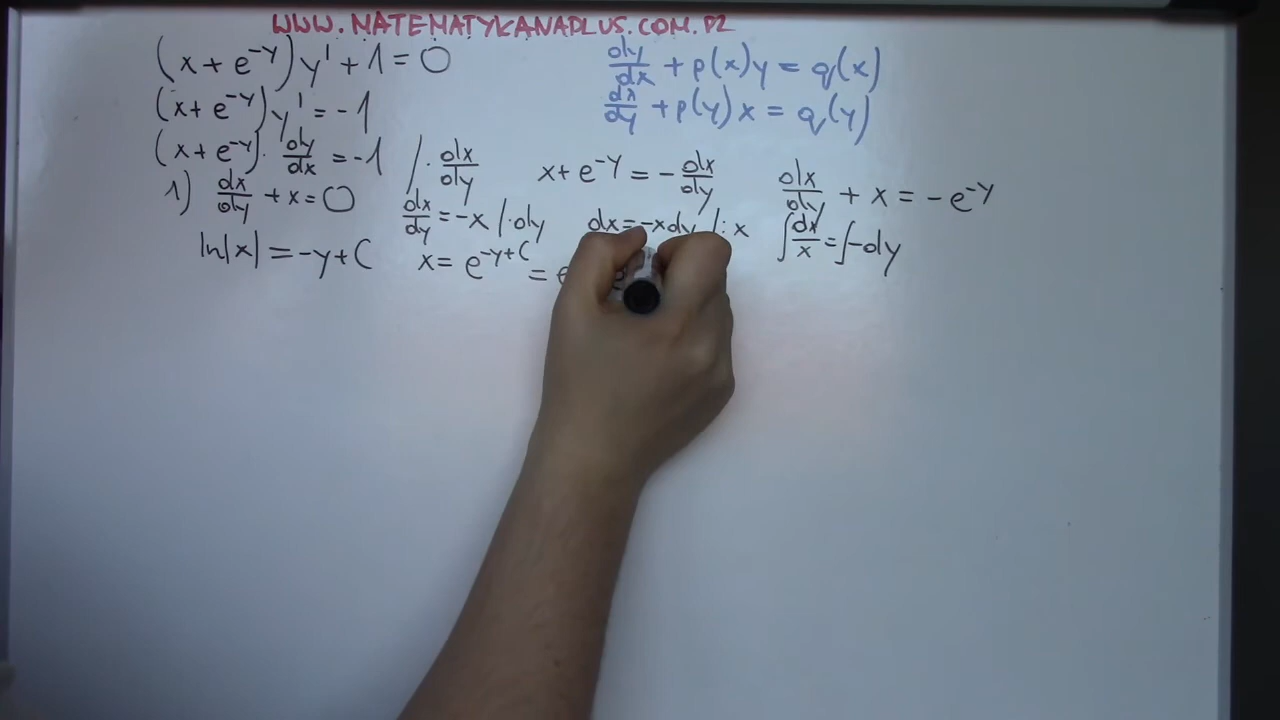 WWW.MATEMATYKANAPLUS.COM.PL
(x + e^{-y}) y' + 1 = 0
dy/dx + p(x)y = q(x)
(x + e^{-y}) y' = -1
dx/dy + p(y)x = q(y)
(x + e^{-y}) · dy/dx = -1 /· dx/dy x + e^{-y} = - dx/dy dx/dy + x = -e^{-y}
1) dx/dy + x = 0 dx/dy = -x /·dy dx = -x dy /: x ∫ dx/x = ∫ -dy
ln|x| = -y + C x = e^{-y+C} =